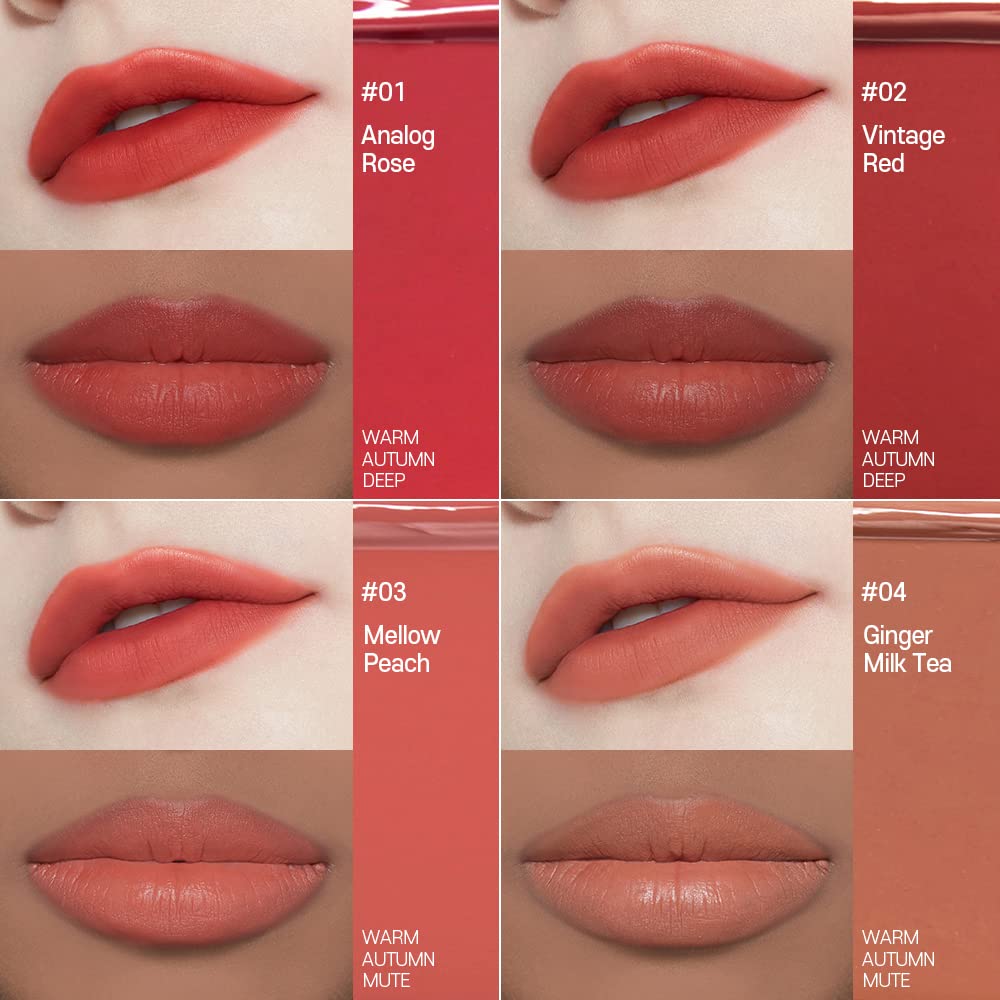 #01
Analog
Rose
WARM
AUTUMN
DEEP
#02
Vintage
Red
WARM
AUTUMN
DEEP
#03
Mellow
Peach
WARM
AUTUMN
MUTE
#04
Ginger
Milk Tea
WARM
AUTUMN
MUTE